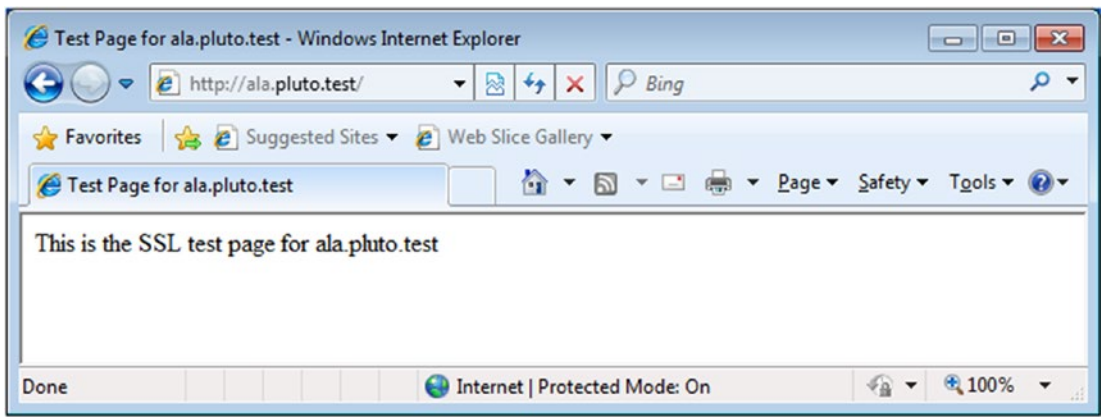 Test Page for ala.pluto.test - Windows Internet Explorer
http://ala.pluto.test/
Bing
Favorites
Suggested Sites
Web Slice Gallery
Test Page for ala.pluto.test
Page
Safety
Tools
This is the SSL test page for ala.pluto.test
Done
Internet | Protected Mode: On
100%